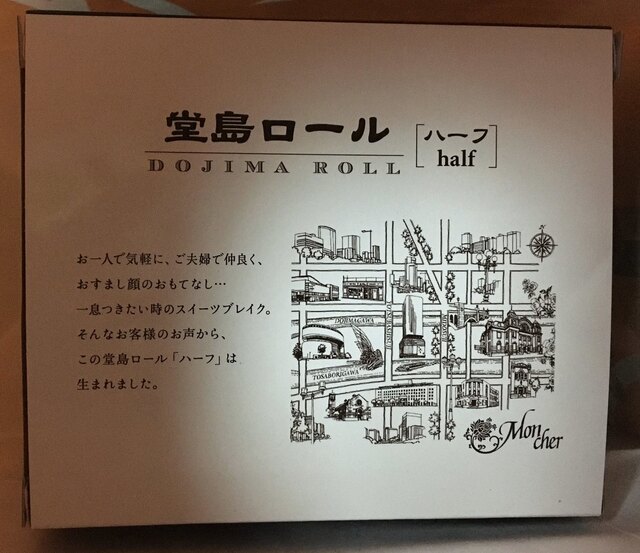 堂島ロール
[ハーフ
half]
DOJIMA ROLL
お一人で気軽に、ご夫婦で仲良く、
おすまし顔のおもてなし…
一息つきたい時のスイーツブレイク。
そんなお客様のお声から、
この堂島ロール「ハーフ」は
生まれました。
DOJIMAGAWA
TOSABORIGAWA
Mon
cher